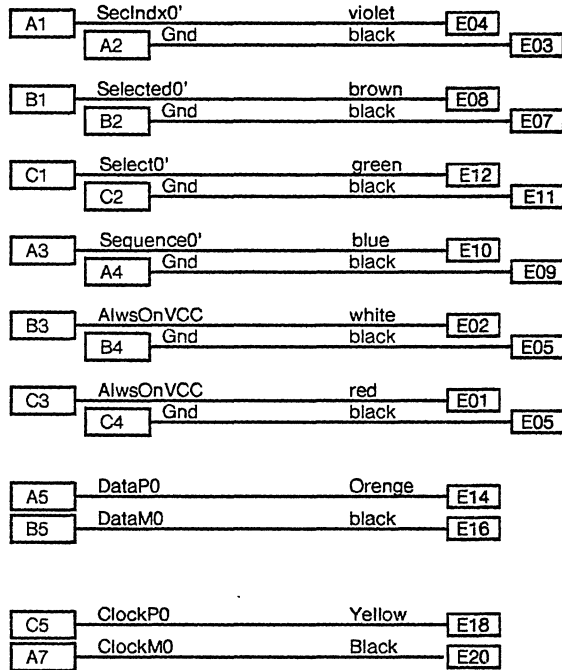 A1 SecIndx0' violet E04
A2 Gnd black E03
B1 Selected0' brown E08
B2 Gnd black E07
C1 Select0' green E12
C2 Gnd black E11
A3 Sequence0' blue E10
A4 Gnd black E09
B3 AlwsOnVCC white E02
B4 Gnd black E05
C3 AlwsOnVCC red E01
C4 Gnd black E05
A5 DataP0 Orenge E14
B5 DataM0 black E16
C5 ClockP0 Yellow E18
A7 ClockM0 Black E20